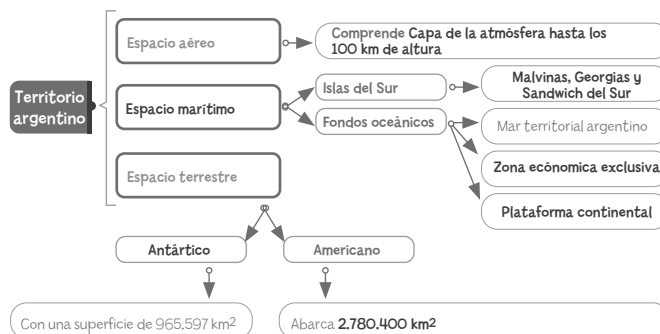 Espacio aéreo
Comprende Capa de la atmósfera hasta los
100 km de altura
Territorio
argentino
Espacio marítimo
Islas del Sur
Malvinas, Georgias y
Sandwich del Sur
Fondos oceánicos
Mar territorial argentino
Zona ecónomica exclusiva
Plataforma continental
Espacio terrestre
Antártico
Americano
Con una superficie de 965.597 km2
Abarca 2.780.400 km2